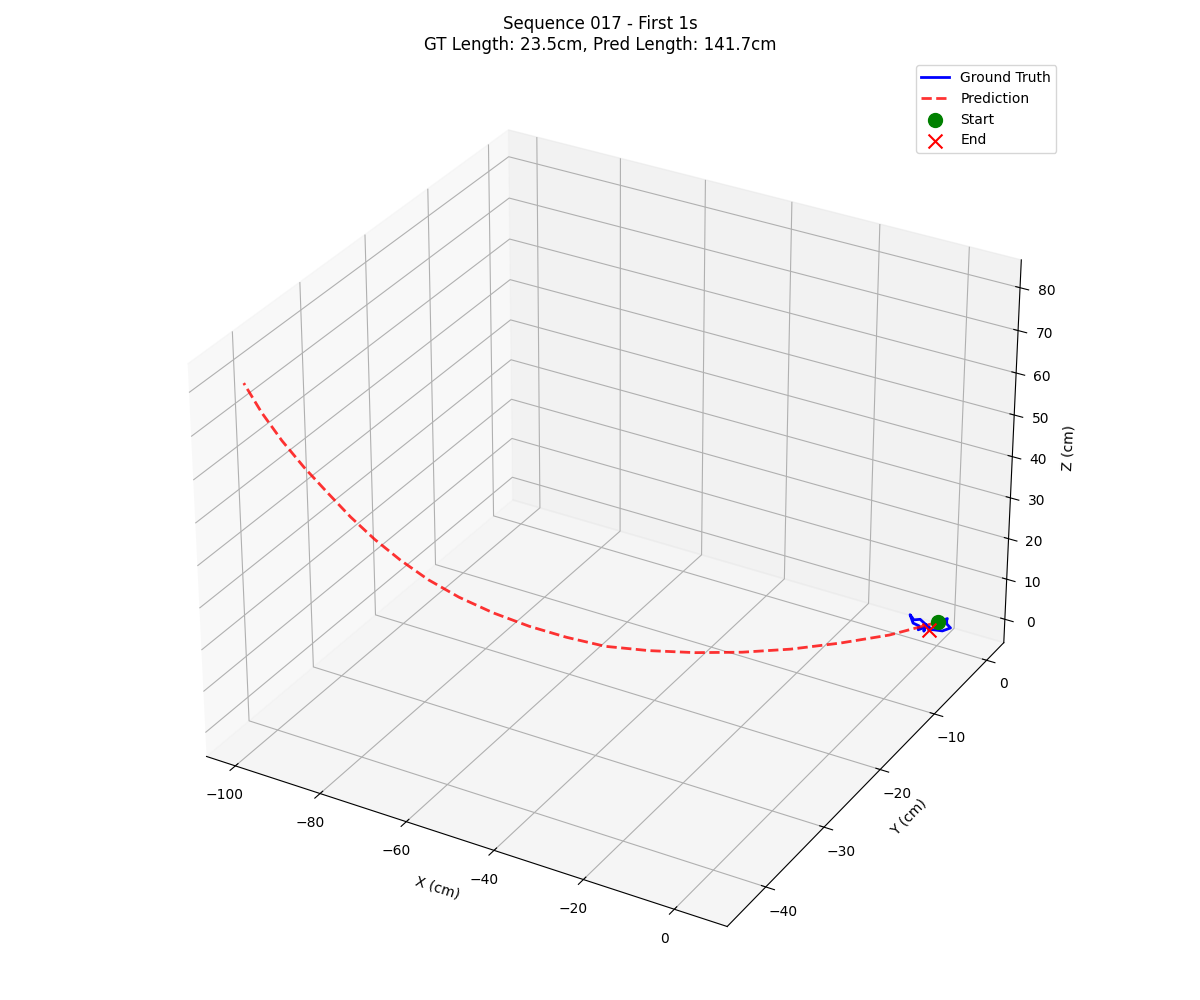 Sequence 017 - First 1s
GT Length: 23.5cm, Pred Length: 141.7cm
Ground Truth
Prediction
Start
End
80
70
60
50
40
30
20
10
0
Z (cm)
0
−10
−20
−30
−40
Y (cm)
−100
−80
−60
−40
−20
0
X (cm)